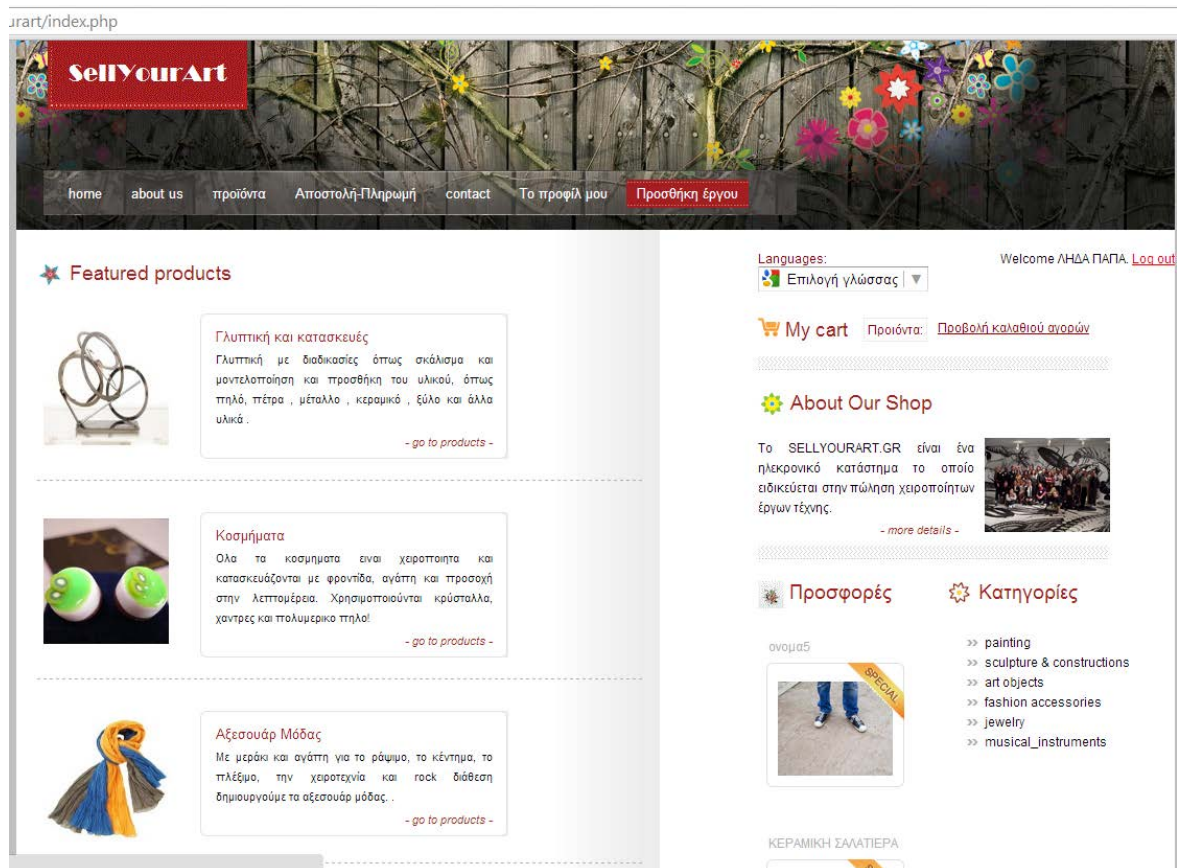 urart/index.php
SellYourArt
home about us προϊόντα Αποστολή-Πληρωμή contact Το προφίλ μου Προσθήκη έργου
Featured products
Γλυπτική και κατασκευές
Γλυπτική με διαδικασίες όπως σκάλισμα και
μοντελοποίηση και προσθήκη του υλικού, όπως
πηλό, πέτρα , μέταλλο , κεραμικό , ξύλο και άλλα
υλικά .
- go to products -
Κοσμήματα
Ολα τα κοσμηματα ειναι χειροποιητα και
κατασκευάζονται με φροντίδα, αγάπη και προσοχή
στην λεπτομέρεια. Χρησιμοποιούνται κρύσταλλα,
χαντρες και πολυμερικο πηλο!
- go to products -
Αξεσουάρ Μόδας
Με μεράκι και αγάπη για το ράψιμο, το κέντημα, το
πλέξιμο, την χειροτεχνία και rock διάθεση
δημιουργούμε τα αξεσουάρ μόδας. .
- go to products -
Languages:
Επιλογή γλώσσας
Welcome ΛΗΔΑ ΠΑΠΑ. Log out
My cart Προιόντα: Προβολή καλαθιού αγορών
About Our Shop
Το SELLYOURART.GR είναι ένα
ηλεκρονικό κατάστημα το οποίο
ειδικεύεται στην πώληση χειροποίητων
έργων τέχνης.
- more details -
Προσφορές
ονομα5
SPECIAL
ΚΕΡΑΜΙΚΗ ΣΑΛΑΤΙΕΡΑ
Κατηγορίες
>> painting
>> sculpture & constructions
>> art objects
>> fashion accessories
>> jewelry
>> musical_instruments